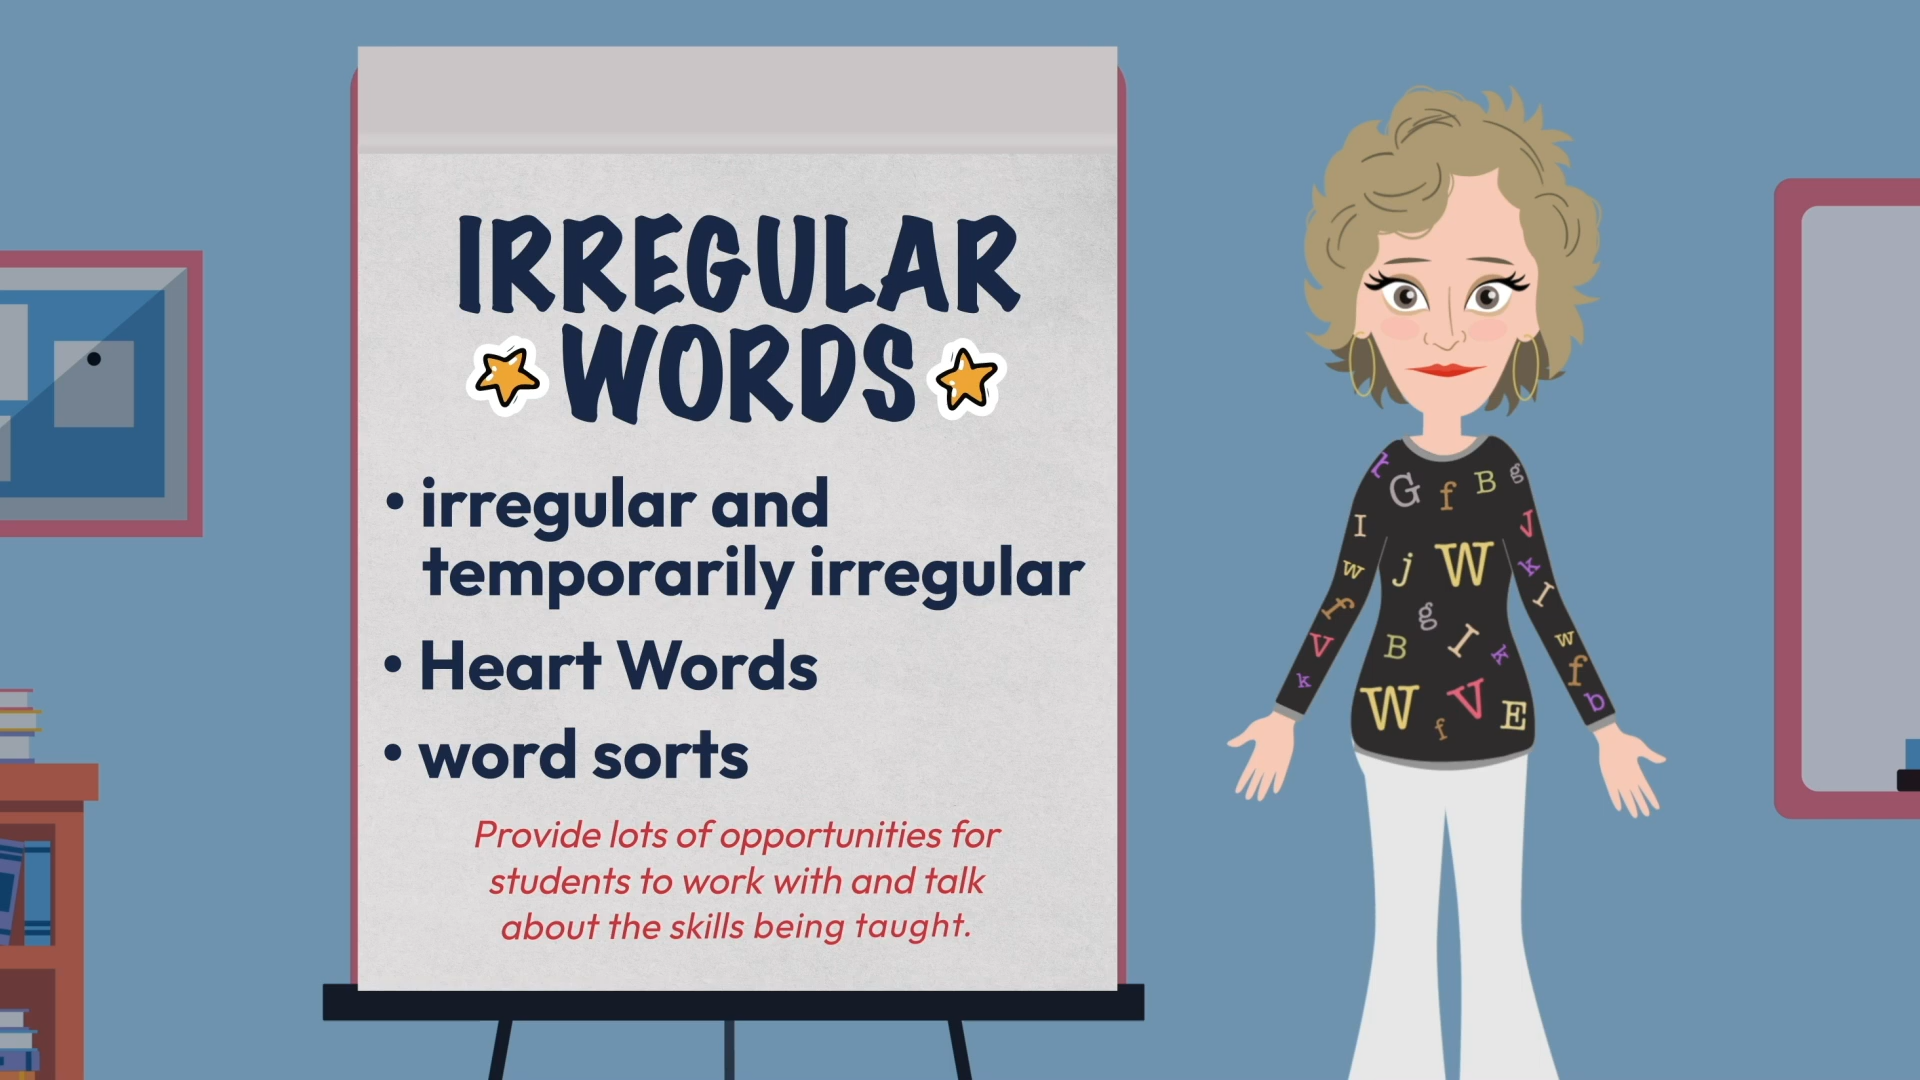 IRREGULAR
WORDS
• irregular and
temporarily irregular
• Heart Words
• word sorts
Provide lots of opportunities for
students to work with and talk
about the skills being taught.
t G f B g
I V
w j W k
f g I
V B I k w f
k W f V E b